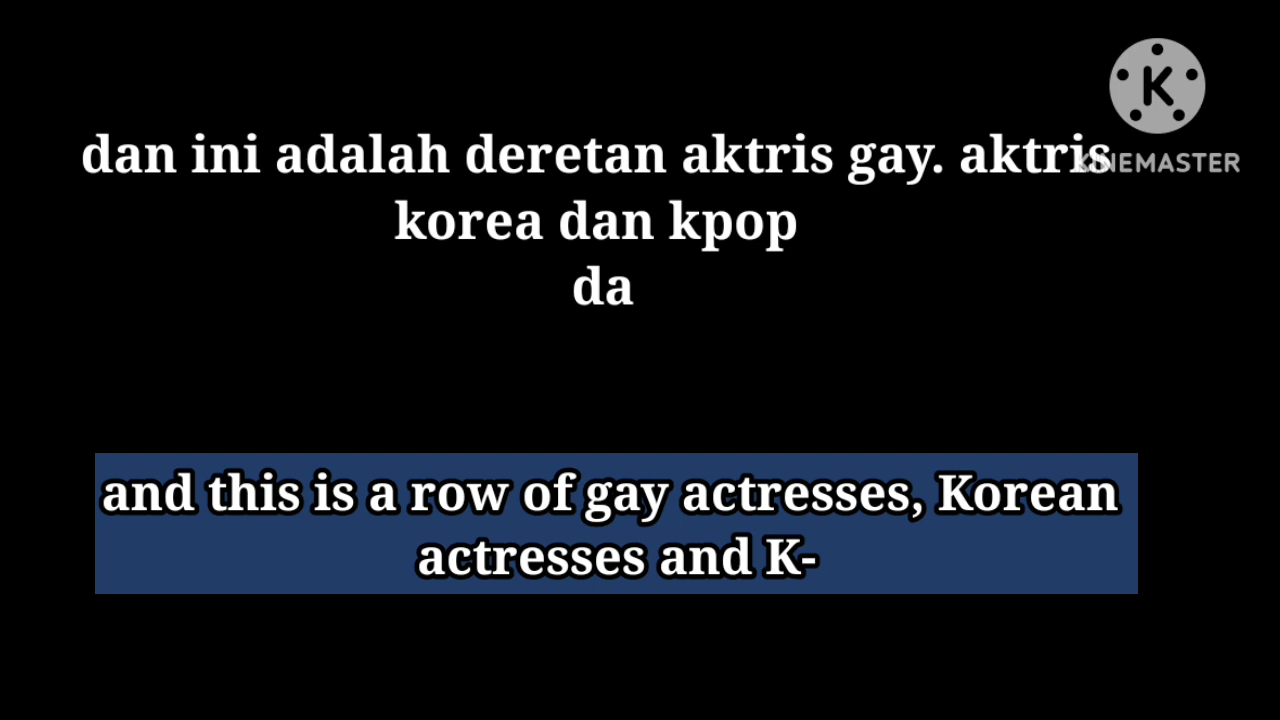 dan ini adalah deretan aktris gay. aktris
korea dan kpop
da
K
KINEMASTER
and this is a row of gay actresses, Korean
actresses and K-